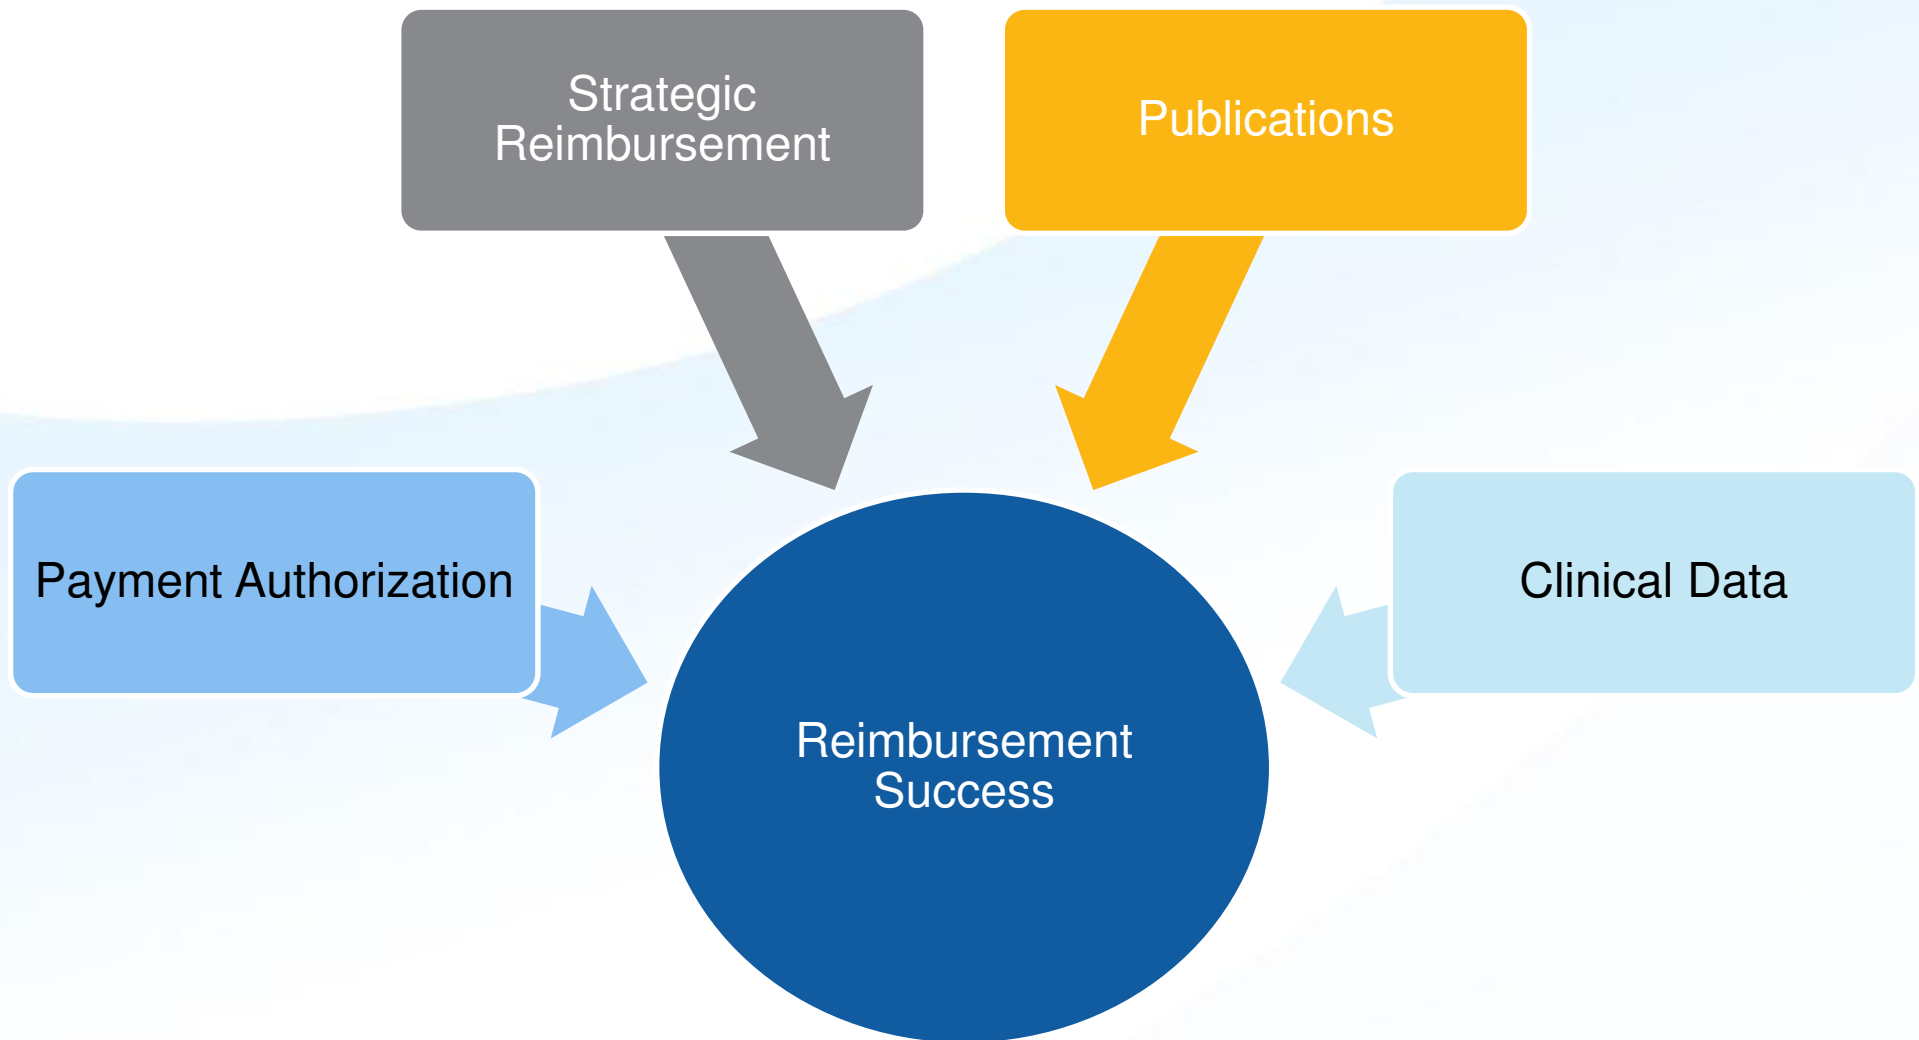 Strategic
Reimbursement
Publications
Payment Authorization
Clinical Data
Reimbursement
Success